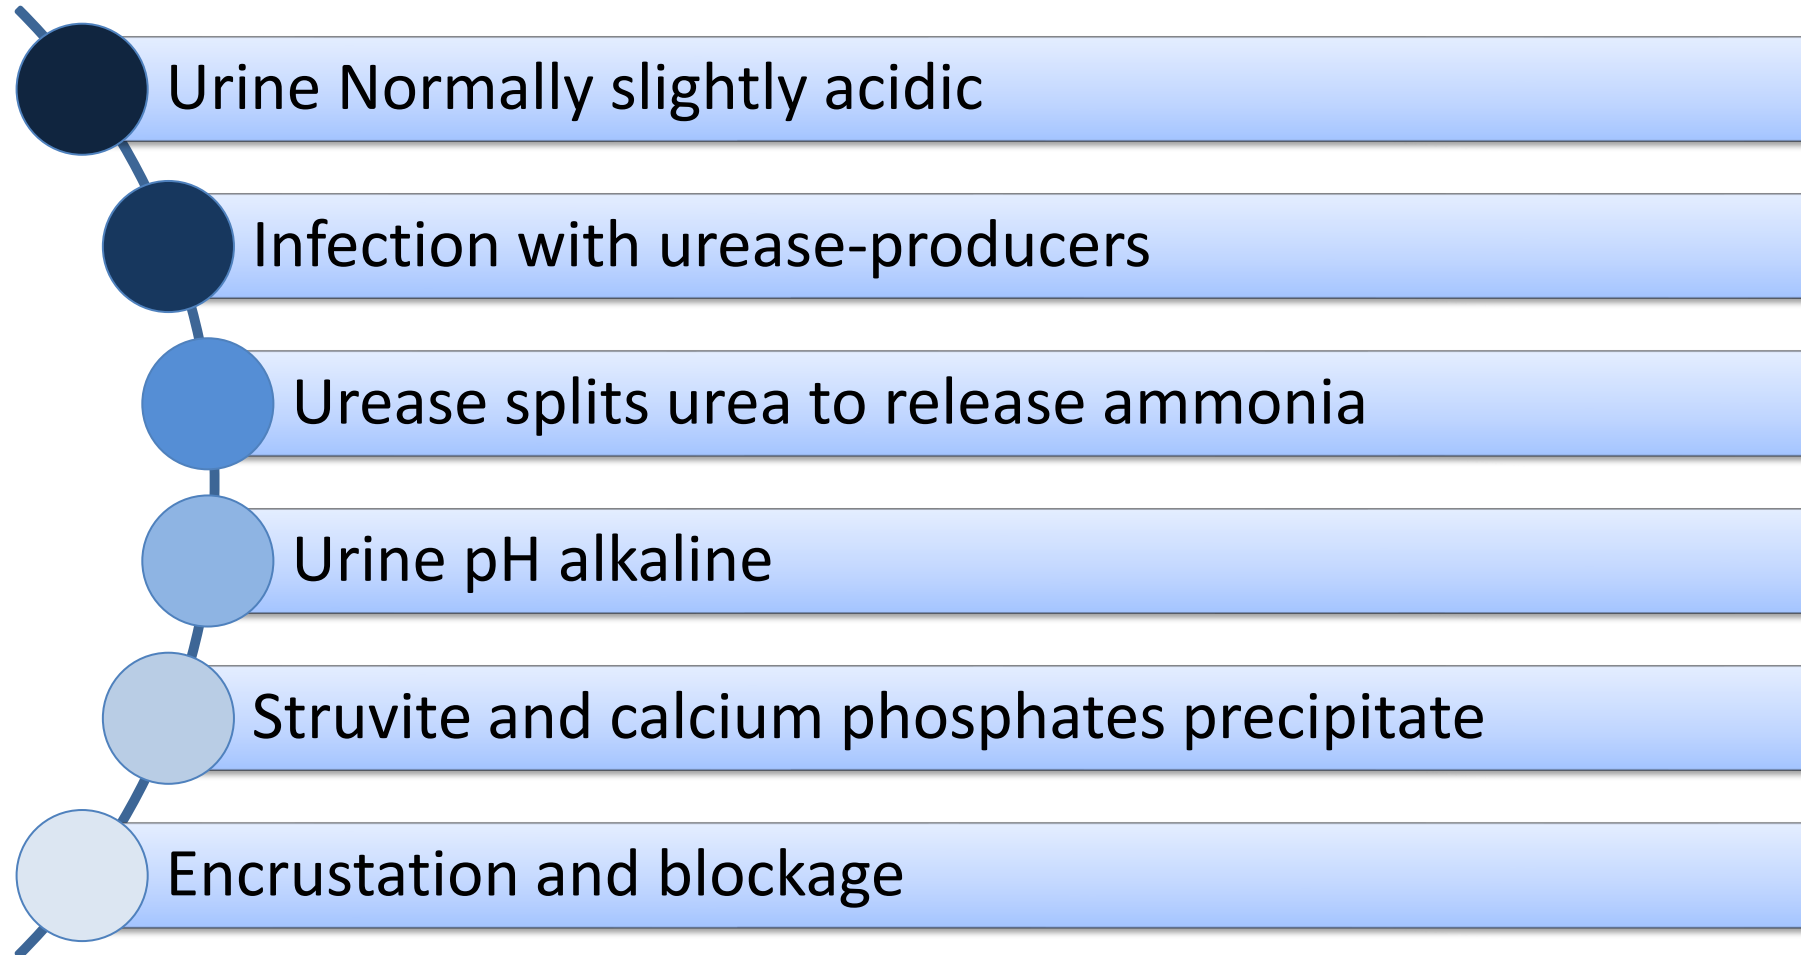 Urine Normally slightly acidic
Infection with urease-producers
Urease splits urea to release ammonia
Urine pH alkaline
Struvite and calcium phosphates precipitate
Encrustation and blockage